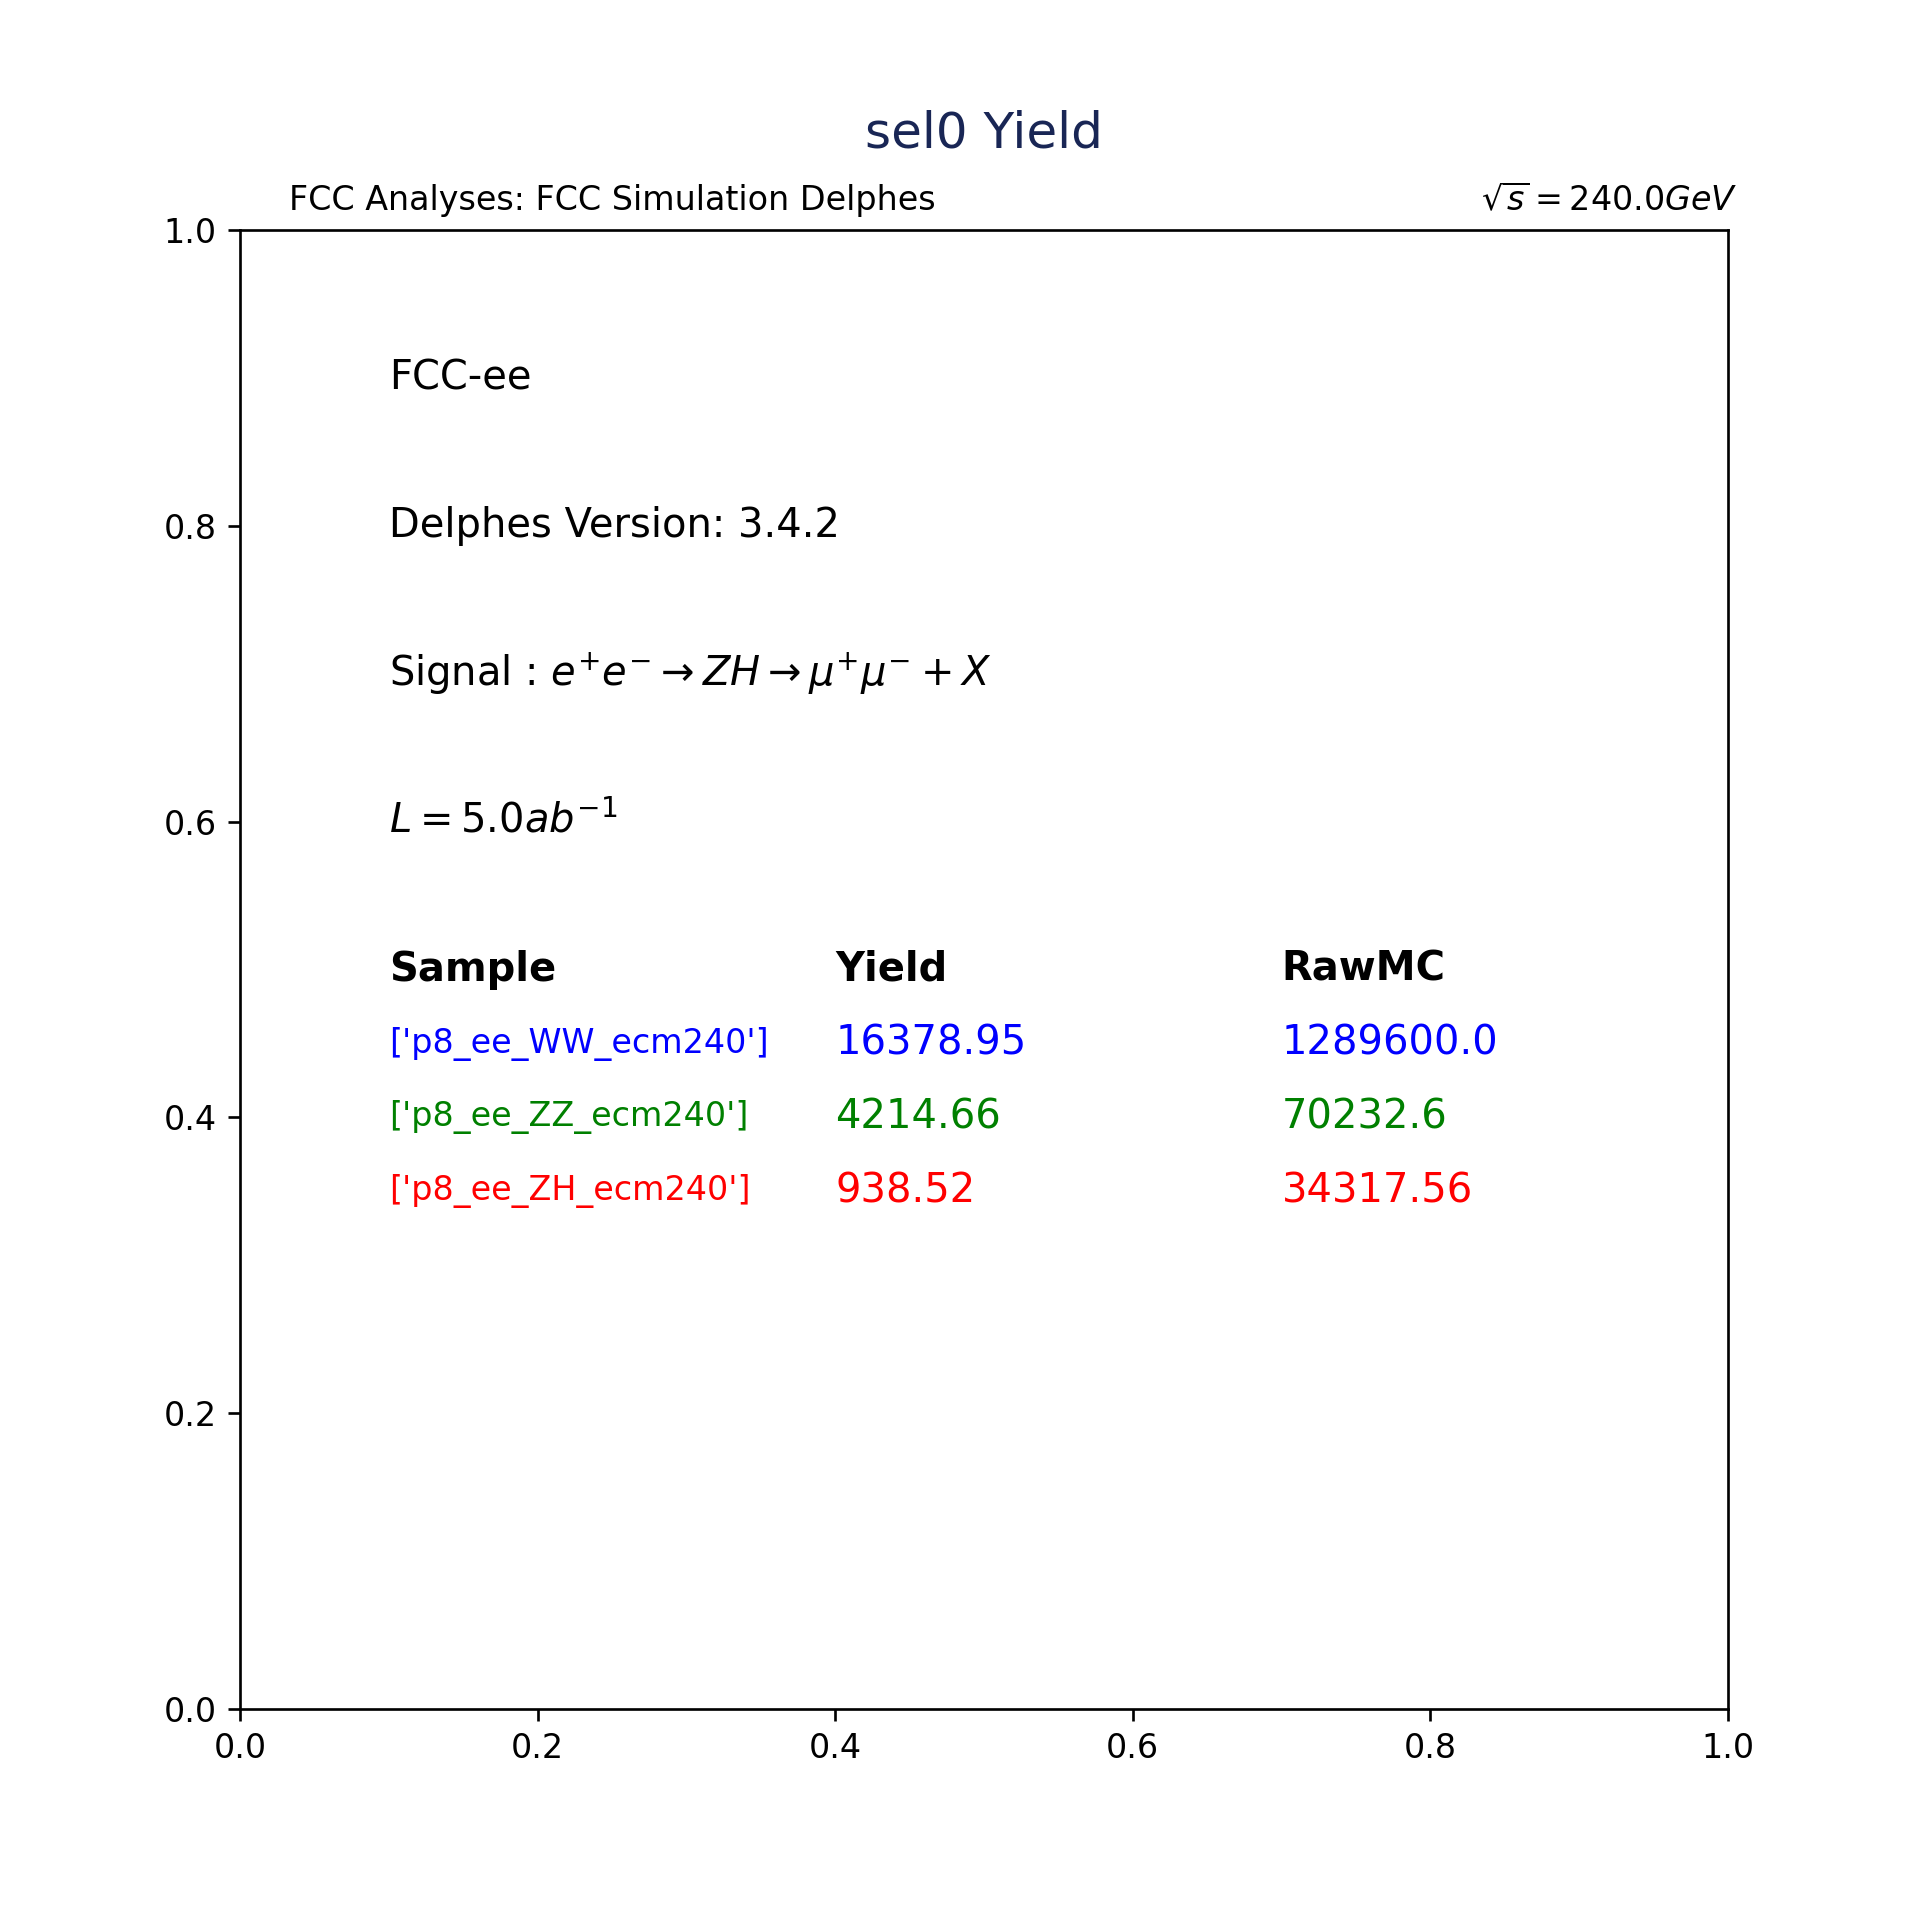 sel0 Yield
FCC Analyses: FCC Simulation Delphes √s = 240.0GeV
1.0
FCC-ee
0.8 Delphes Version: 3.4.2
Signal : e⁺e⁻ → ZH → μ⁺μ⁻ + X
0.6 L = 5.0ab⁻¹
Sample Yield RawMC
['p8_ee_WW_ecm240'] 16378.95 1289600.0
0.4 ['p8_ee_ZZ_ecm240'] 4214.66 70232.6
['p8_ee_ZH_ecm240'] 938.52 34317.56
0.2
0.0
0.0 0.2 0.4 0.6 0.8 1.0